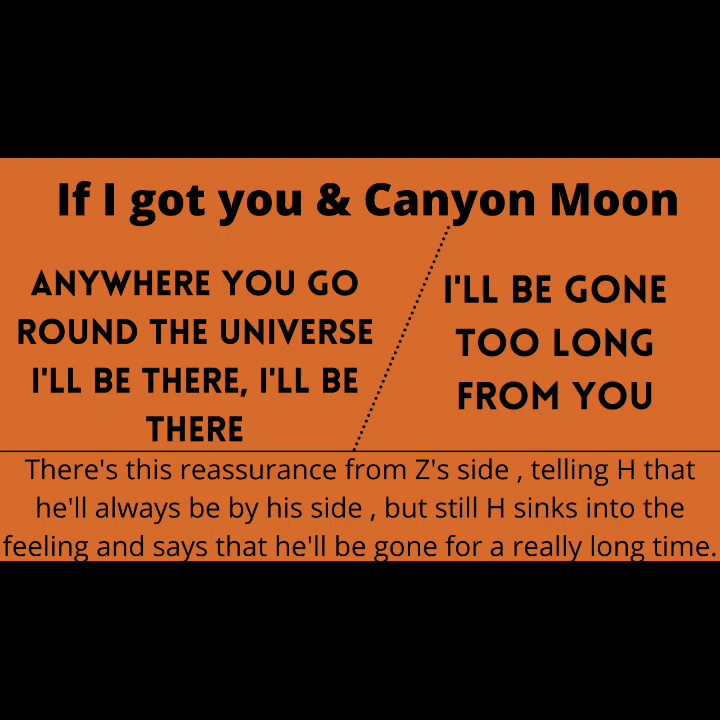 If I got you & Canyon Moon
ANYWHERE YOU GO
ROUND THE UNIVERSE
I'LL BE THERE, I'LL BE
THERE
I'LL BE GONE
TOO LONG
FROM YOU
There's this reassurance from Z's side , telling H that
he'll always be by his side , but still H sinks into the
feeling and says that he'll be gone for a really long time.